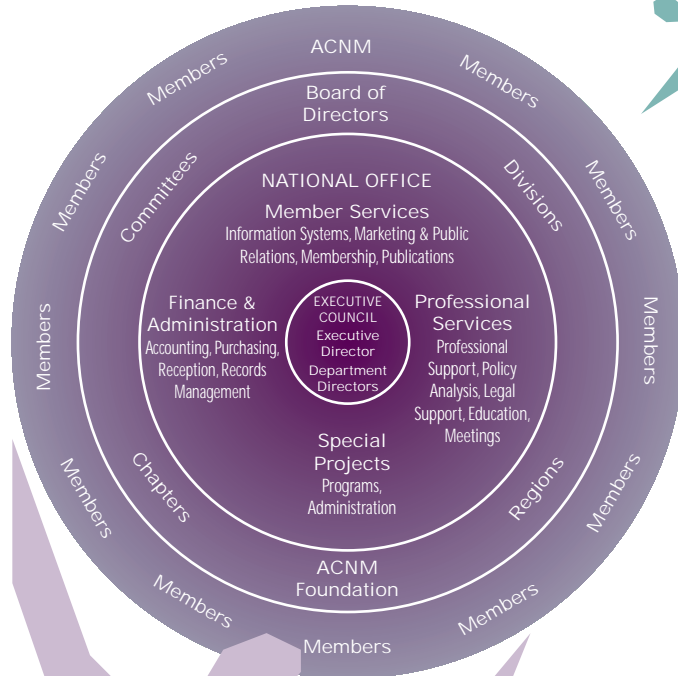 ACNM
Members
Members
Members
Members
Members
Members
Members
Members
Members
Members
Members
Board of
Directors
Committees
Divisions
Chapters
Regions
ACNM
Foundation
NATIONAL OFFICE
Member Services
Information Systems, Marketing & Public
Relations, Membership, Publications
Finance &
Administration
Accounting, Purchasing,
Reception, Records
Management
EXECUTIVE
COUNCIL
Executive
Director
Department
Directors
Professional
Services
Professional
Support, Policy
Analysis, Legal
Support, Education,
Meetings
Special
Projects
Programs,
Administration